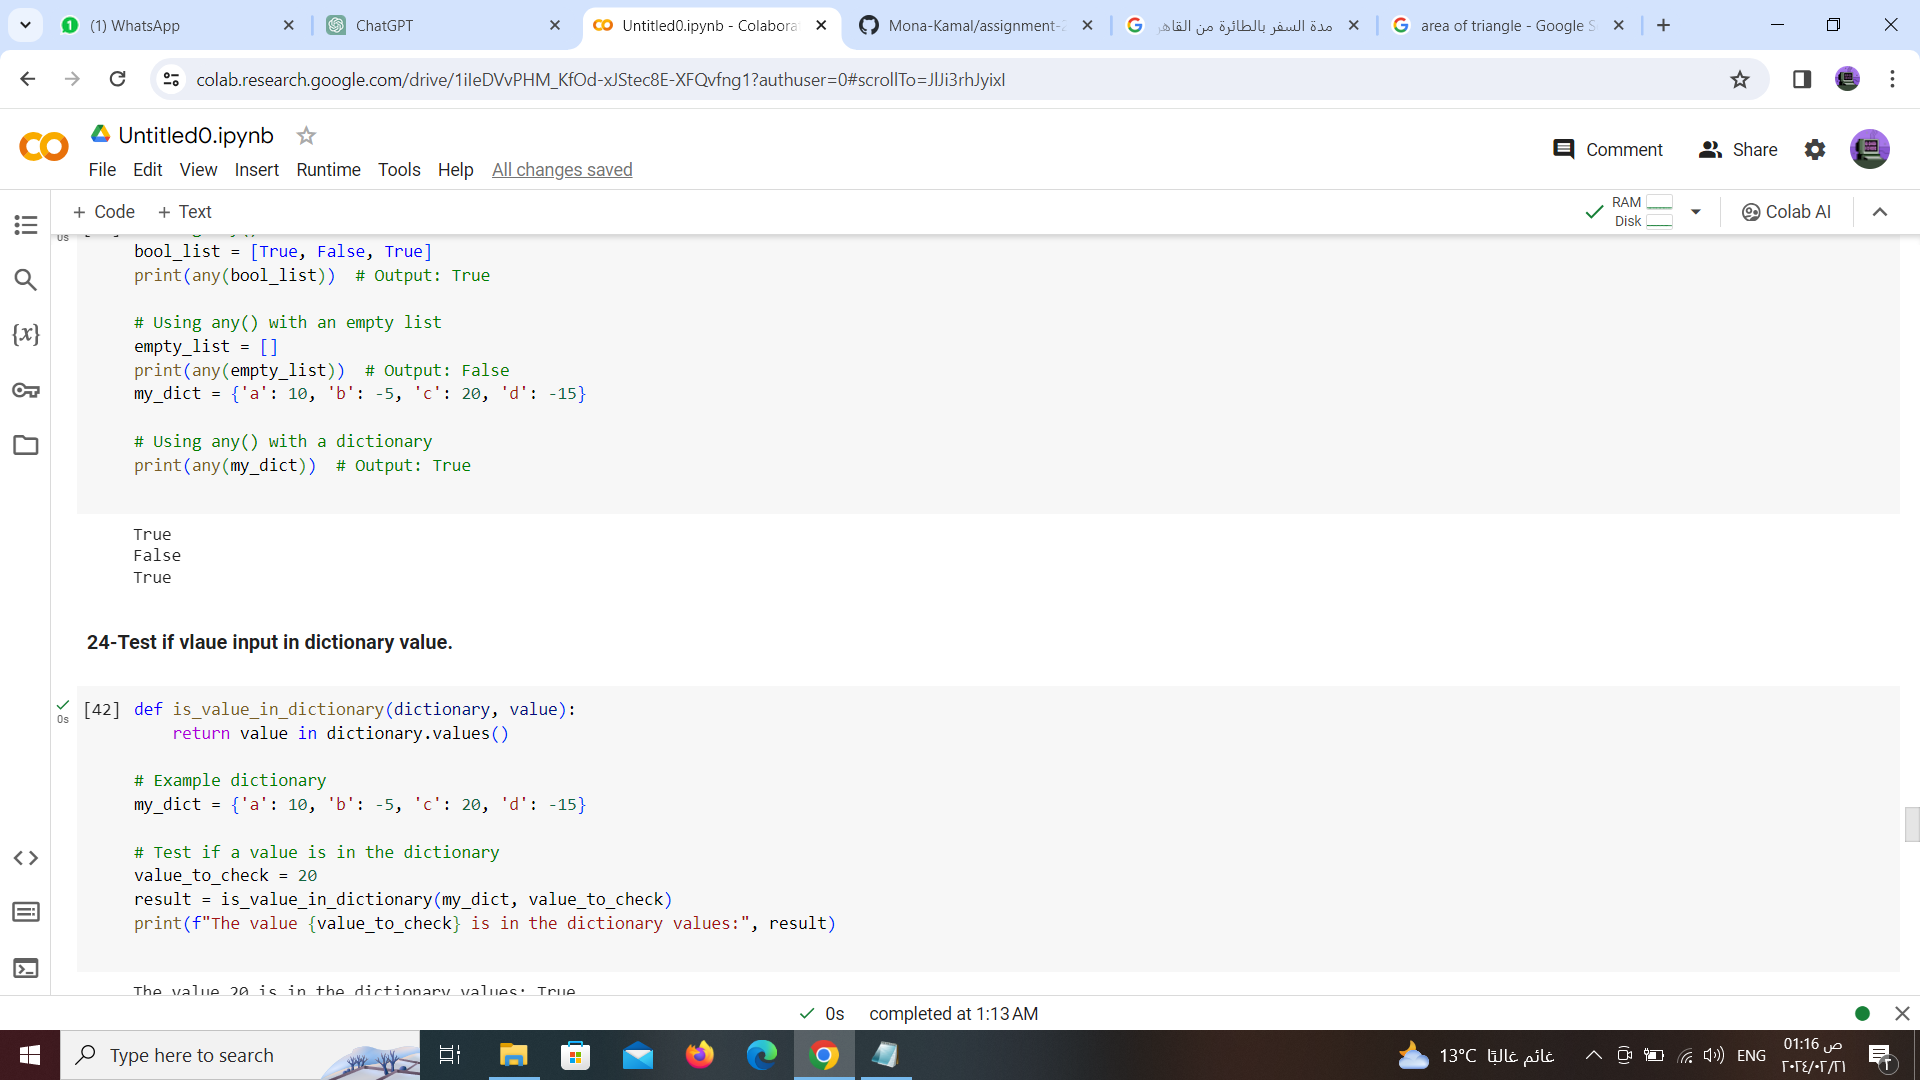 (1) WhatsApp
ChatGPT
Untitled0.ipynb - Colabora
Mona-Kamal/assignment-2
مدة السفر بالطائرة من القاهر
area of triangle - Google S
colab.research.google.com/drive/1iIeDVvPHM_KfOd-xJStec8E-XFQvfng1?authuser=0#scrollTo=JlJi3rhJyixI
Untitled0.ipynb
Comment
Share
File Edit View Insert Runtime Tools Help All changes saved
+ Code + Text
RAM
Disk
Colab AI
0s
bool_list = [True, False, True]
print(any(bool_list))  # Output: True
# Using any() with an empty list
empty_list = []
print(any(empty_list))  # Output: False
my_dict = {'a': 10, 'b': -5, 'c': 20, 'd': -15}
# Using any() with a dictionary
print(any(my_dict))  # Output: True
True
False
True
24-Test if vlaue input in dictionary value.
0s
[42] def is_value_in_dictionary(dictionary, value):
return value in dictionary.values()
# Example dictionary
my_dict = {'a': 10, 'b': -5, 'c': 20, 'd': -15}
# Test if a value is in the dictionary
value_to_check = 20
result = is_value_in_dictionary(my_dict, value_to_check)
print(f"The value {value_to_check} is in the dictionary values:", result)
The value 20 is in the dictionary values: True
0s completed at 1:13 AM
Type here to search
13°C غائم غالبًا
ENG
01:16 ص
٢٠٢٤/٠٢/٢١
٢